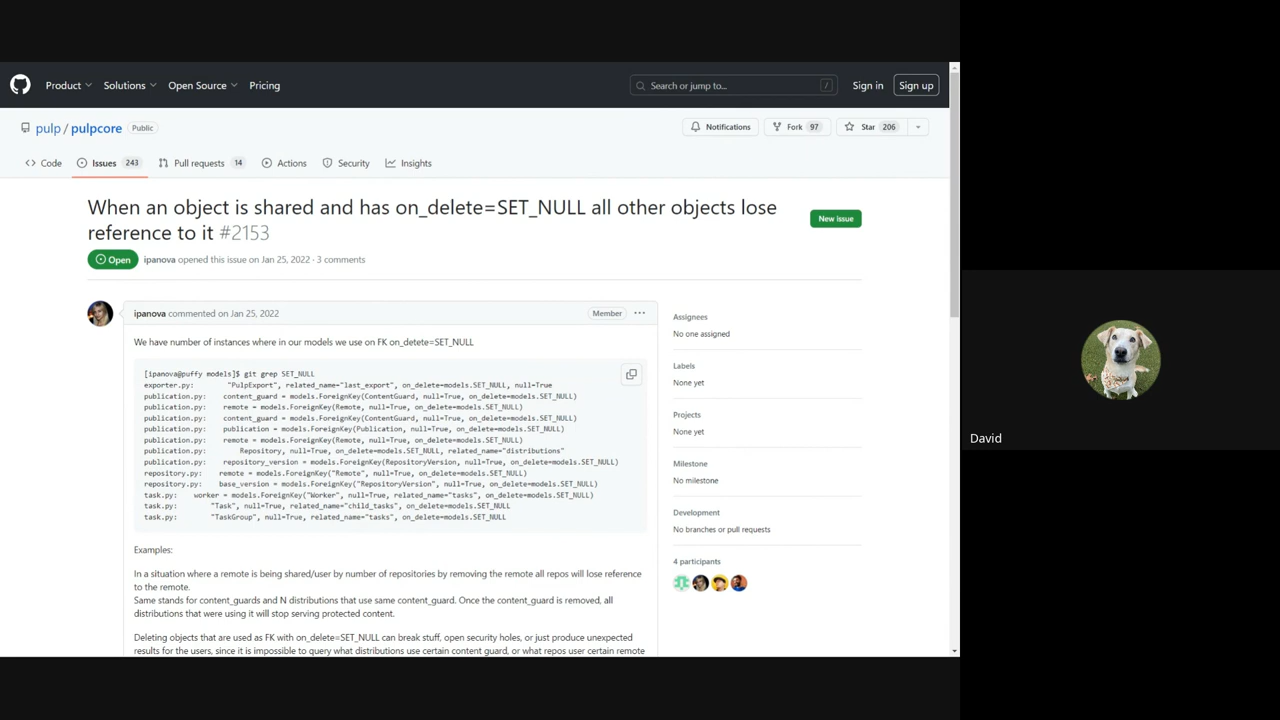 Product
Solutions
Open Source
Pricing
Search or jump to...
/
Sign in
Sign up
pulp / pulpcore
Public
Notifications
Fork 97
Star 206
Code
Issues 243
Pull requests 14
Actions
Security
Insights
When an object is shared and has on_delete=SET_NULL all other objects lose
reference to it #2153
New issue
Open
ipanova opened this issue on Jan 25, 2022 · 3 comments
ipanova commented on Jan 25, 2022
Member
We have number of instances where in our models we use on FK on_detete=SET_NULL
[ipanova@puffy models]$ git grep SET_NULL
exporter.py:        "PulpExport", related_name="last_export", on_delete=models.SET_NULL, null=True
publication.py:    content_guard = models.ForeignKey(ContentGuard, null=True, on_delete=models.SET_NULL)
publication.py:    remote = models.ForeignKey(Remote, null=True, on_delete=models.SET_NULL)
publication.py:    content_guard = models.ForeignKey(ContentGuard, null=True, on_delete=models.SET_NULL)
publication.py:    publication = models.ForeignKey(Publication, null=True, on_delete=models.SET_NULL)
publication.py:    remote = models.ForeignKey(Remote, null=True, on_delete=models.SET_NULL)
publication.py:        Repository, null=True, on_delete=models.SET_NULL, related_name="distributions"
publication.py:    repository_version = models.ForeignKey(RepositoryVersion, null=True, on_delete=models.SET_NULL)
repository.py:    remote = models.ForeignKey("Remote", null=True, on_delete=models.SET_NULL)
repository.py:    base_version = models.ForeignKey("RepositoryVersion", null=True, on_delete=models.SET_NULL)
task.py:    worker = models.ForeignKey("Worker", null=True, related_name="tasks", on_delete=models.SET_NULL)
task.py:        "Task", null=True, related_name="child_tasks", on_delete=models.SET_NULL
task.py:        "TaskGroup", null=True, related_name="tasks", on_delete=models.SET_NULL
Examples:
In a situation where a remote is being shared/user by number of repositories by removing the remote all repos will lose reference
to the remote.
Same stands for content_guards and N distributions that use same content_guard. Once the content_guard is removed, all
distributions that were using it will stop serving protected content.
Deleting objects that are used as FK with on_delete=SET_NULL can break stuff, open security holes, or just produce unexpected
results for the users, since it is impossible to query what distributions use certain content guard, or what repos user certain remote
Assignees
No one assigned
Labels
None yet
Projects
None yet
Milestone
No milestone
Development
No branches or pull requests
4 participants
David